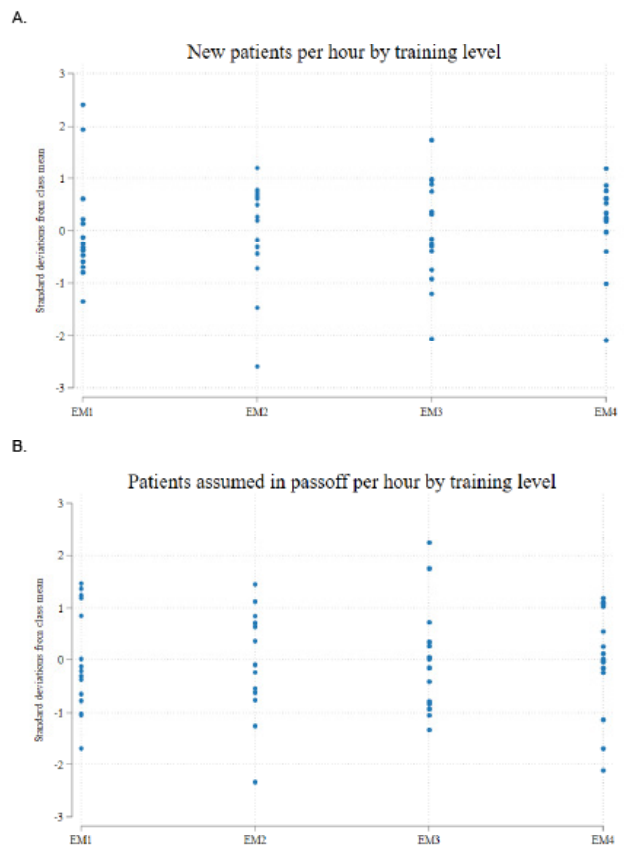 A.
New patients per hour by training level
Standard deviations from class mean
3
2
1
0
-1
-2
-3
EM1 EM2 EM3 EM4
B.
Patients assumed in passoff per hour by training level
Standard deviations from class mean
3
2
1
0
-1
-2
-3
EM1 EM2 EM3 EM4